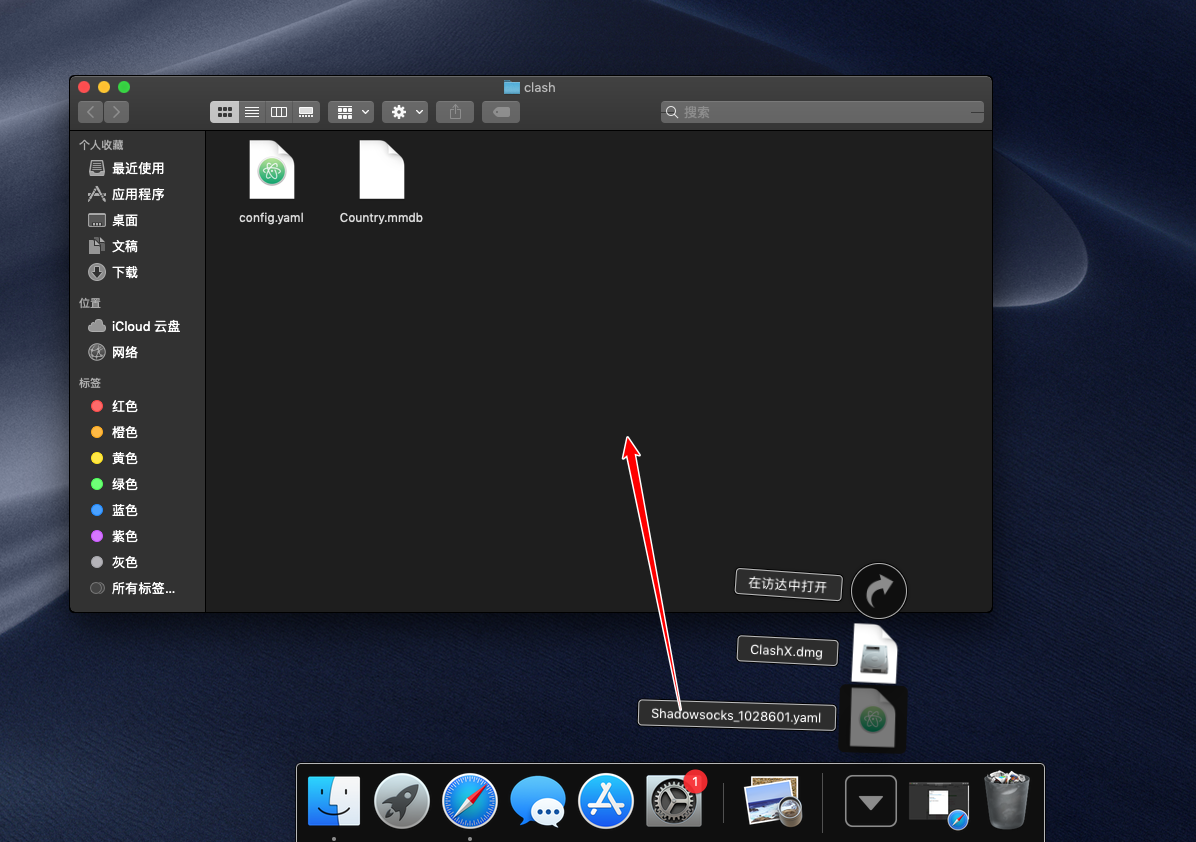 clash
搜索
个人收藏
最近使用
应用程序
桌面
文稿
下载
位置
iCloud 云盘
网络
标签
红色
橙色
黄色
绿色
蓝色
紫色
灰色
所有标签...
config.yaml
Country.mmdb
在访达中打开
ClashX.dmg
Shadowsocks_1028601.yaml
1